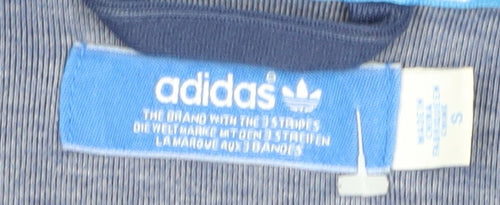 adidas®
THE BRAND WITH THE 3 STRIPES
DIE WELTMARKE MIT DEN 3 STREIFEN
LA MARQUE AUX 3 BANDES
S